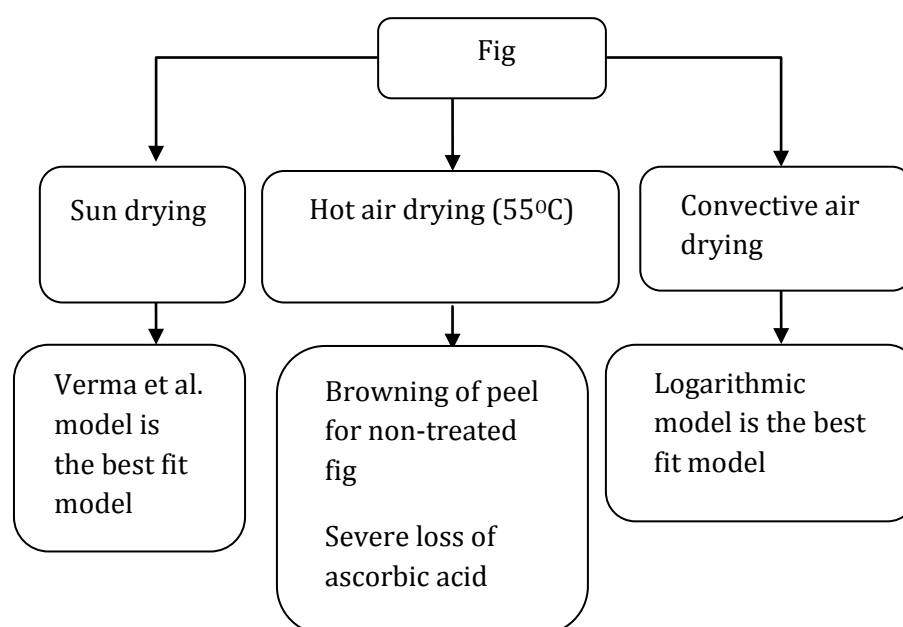 Fig
Sun drying
Hot air drying (55⁰C)
Convective air
drying
Verma et al.
model is
the best fit
model
Browning of peel
for non-treated
fig
Severe loss of
ascorbic acid
Logarithmic
model is the best
fit model